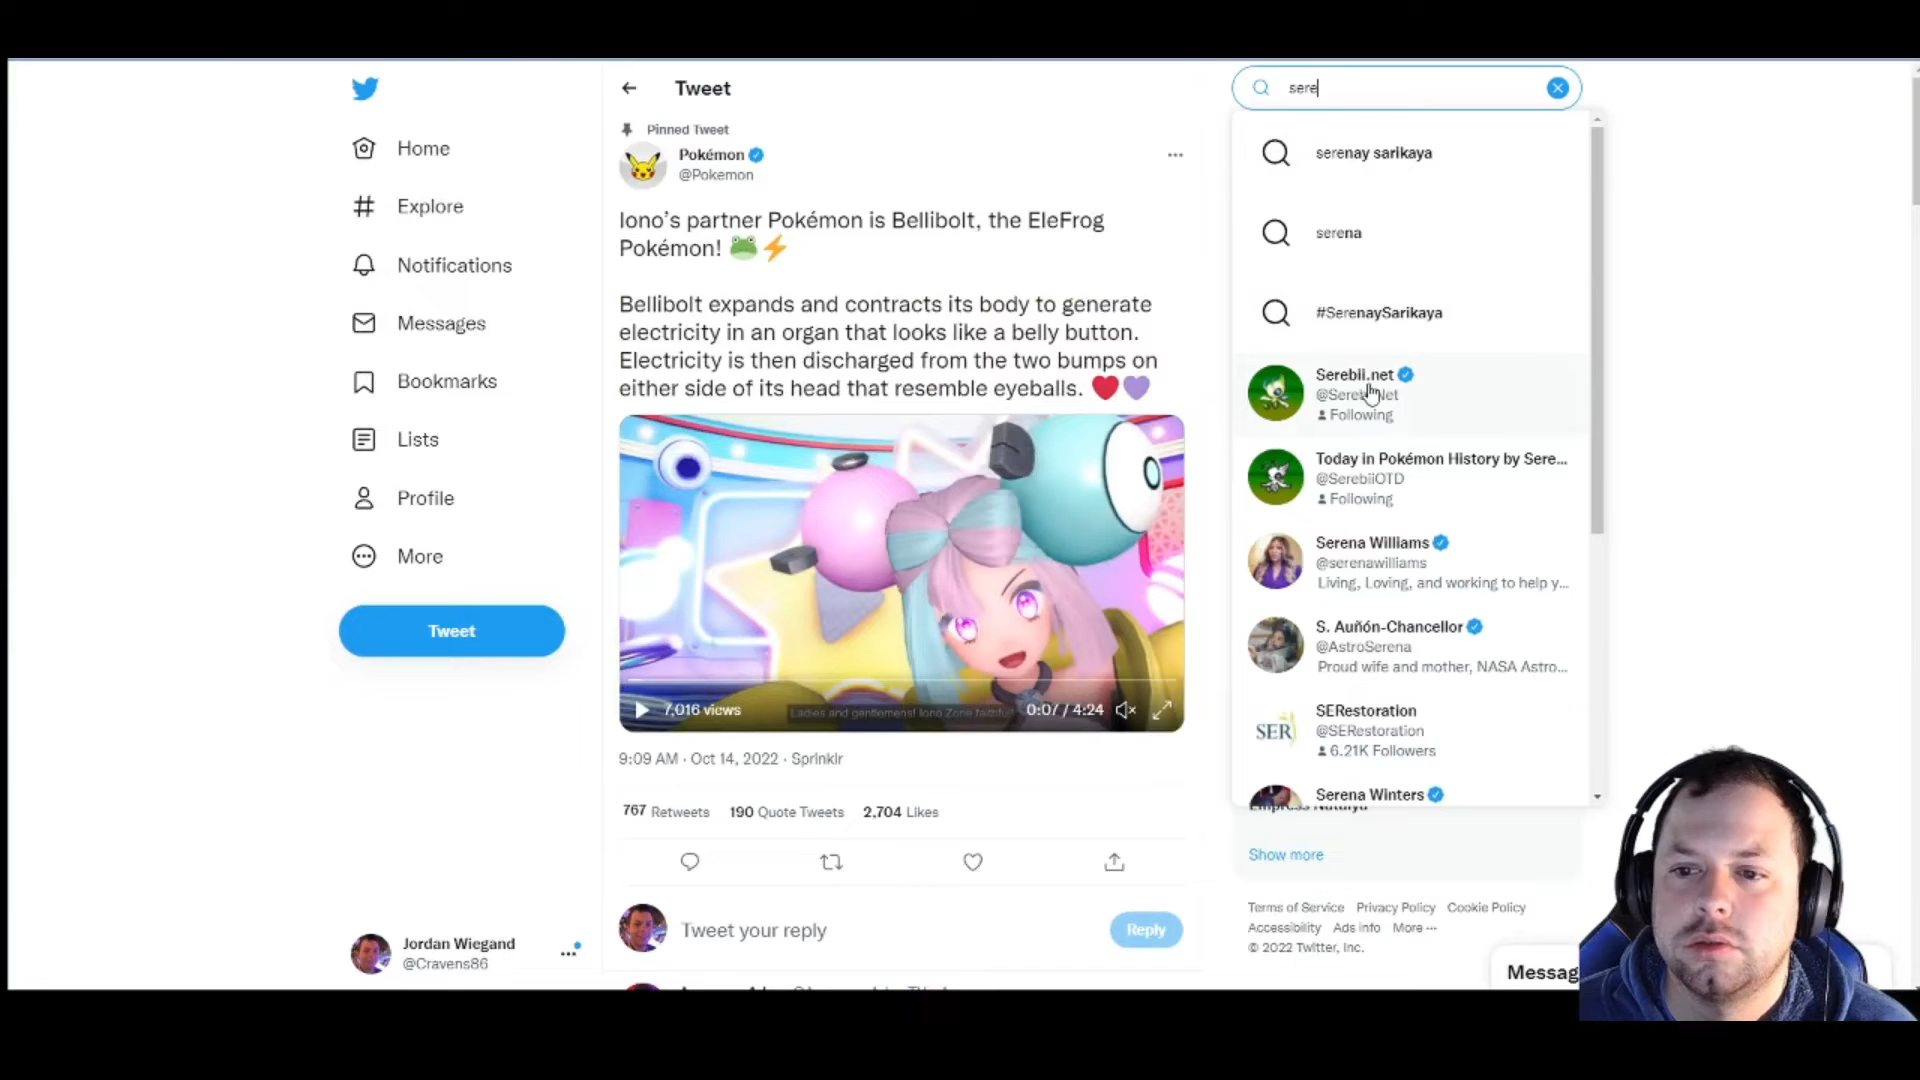 Home
Explore
Notifications
Messages
Bookmarks
Lists
Profile
More
Tweet
Jordan Wiegand
@Cravens86
Tweet
Pinned Tweet
Pokémon
@Pokemon
Iono's partner Pokémon is Bellibolt, the EleFrog
Pokémon! 🐸⚡
Bellibolt expands and contracts its body to generate
electricity in an organ that looks like a belly button.
Electricity is then discharged from the two bumps on
either side of its head that resemble eyeballs. ❤️💜
7,016 views
Ladies and gentlemens! Iono Zone faithful!
0:07 / 4:24
9:09 AM · Oct 14, 2022 · Sprinklr
767 Retweets 190 Quote Tweets 2,704 Likes
Tweet your reply
Reply
sere
serenay sarikaya
serena
#SerenaySarikaya
Serebii.net
Following
Today in Pokémon History by Sere...
@SerebiiOTD
Following
Serena Williams
@serenawilliams
Living, Loving, and working to help y...
S. Auñón-Chancellor
@AstroSerena
Proud wife and mother, NASA Astro...
SER
SERestoration
@SERestoration
6.21K Followers
Serena Winters
Show more
Terms of Service Privacy Policy Cookie Policy
Accessibility Ads info More ...
© 2022 Twitter, Inc.
Messag